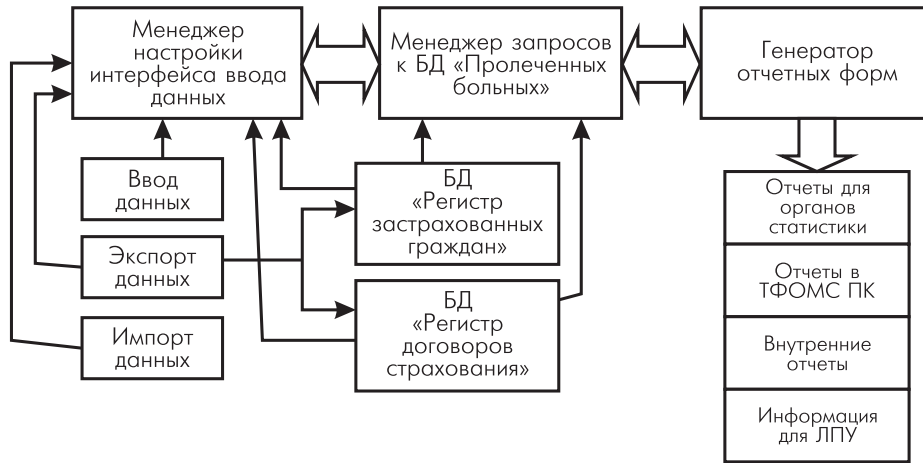 Менеджер
настройки
интерфейса ввода
данных
Менеджер запросов
к БД «Пролеченных
больных»
Генератор
отчетных форм
Ввод
данных
Экспорт
данных
Импорт
данных
БД
«Регистр
застрахованных
граждан»
БД
«Регистр
договоров
страхования»
Отчеты для
органов
статистики
Отчеты в
ТФОМС ПК
Внутренние
отчеты
Информация
для ЛПУ